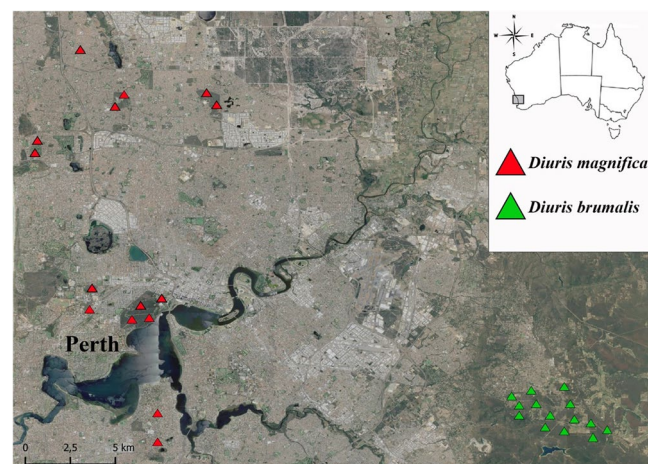 N
W E
S
Diuris magnifica
Diuris brumalis
Perth
0 2,5 5 km